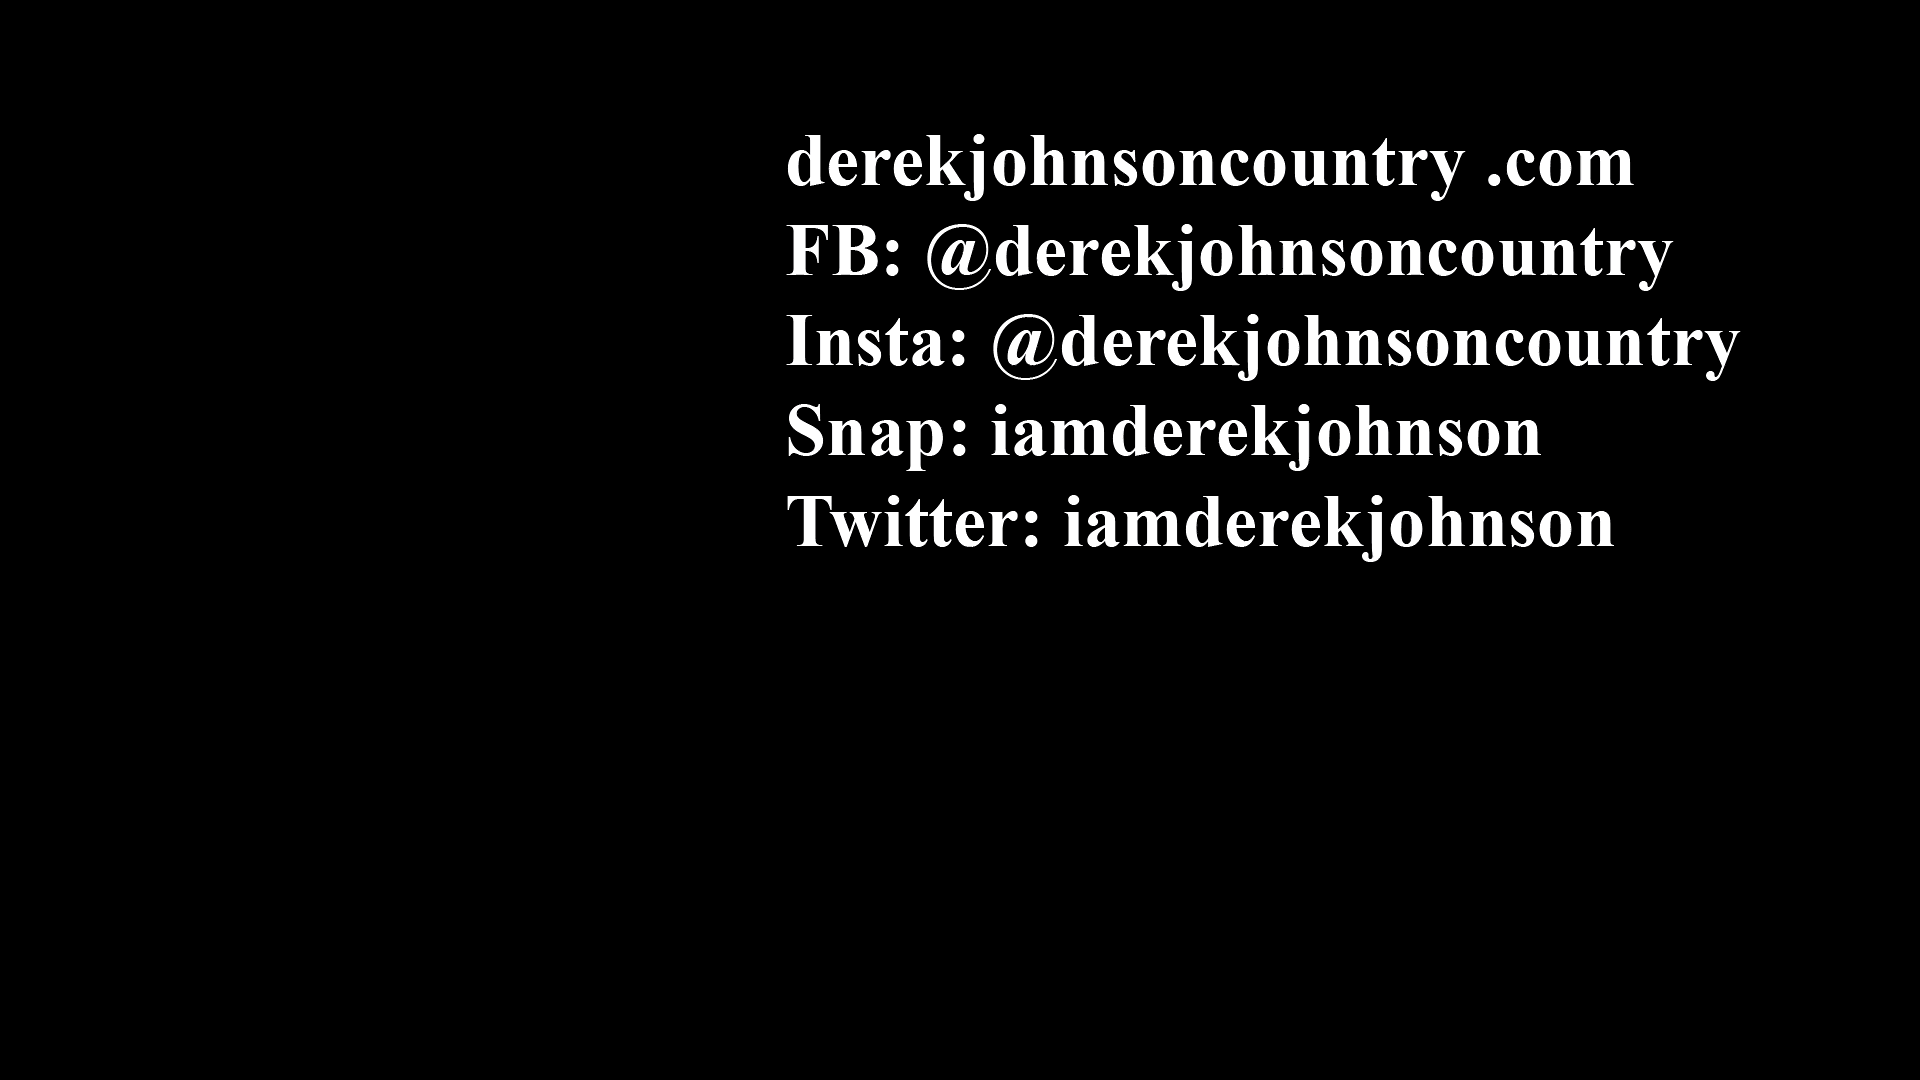 derekjohnsoncountry .com
FB: @derekjohnsoncountry
Insta: @derekjohnsoncountry
Snap: iamderekjohnson
Twitter: iamderekjohnson